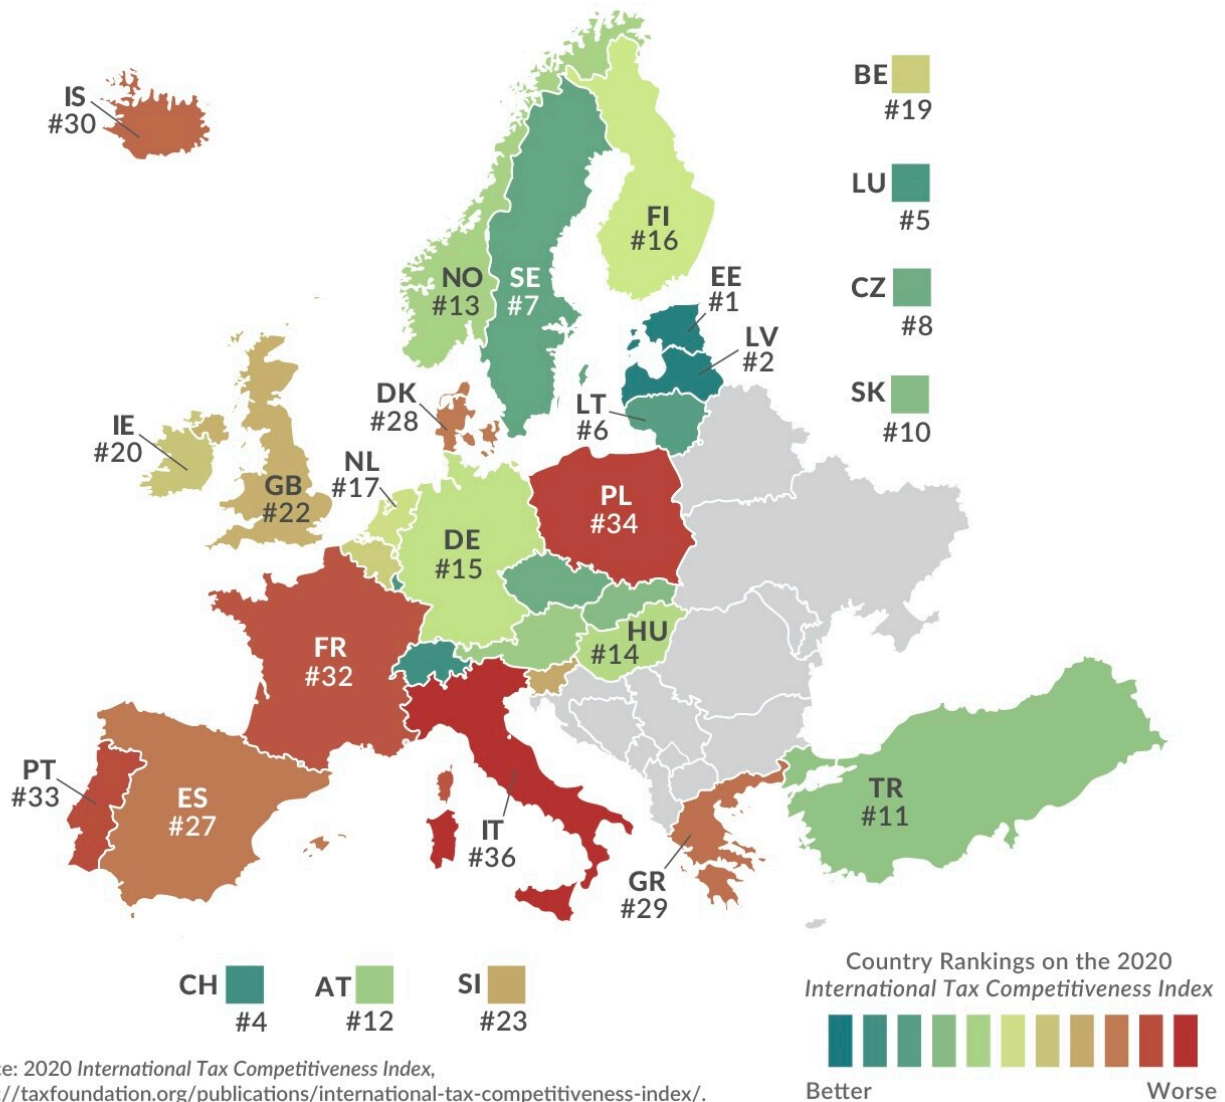 IS
#30
BE
#19
LU
#5
FI
#16
NO
#13
SE
#7
EE
#1
CZ
#8
LV
#2
DK
#28
LT
#6
SK
#10
IE
#20
NL
#17
GB
#22
PL
#34
DE
#15
FR
#32
HU
#14
PT
#33
ES
#27
IT
#36
TR
#11
GR
#29
CH
#4
AT
#12
SI
#23
Country Rankings on the 2020
International Tax Competitiveness Index
Better
Worse
ce: 2020 International Tax Competitiveness Index,
://taxfoundation.org/publications/international-tax-competitiveness-index/.